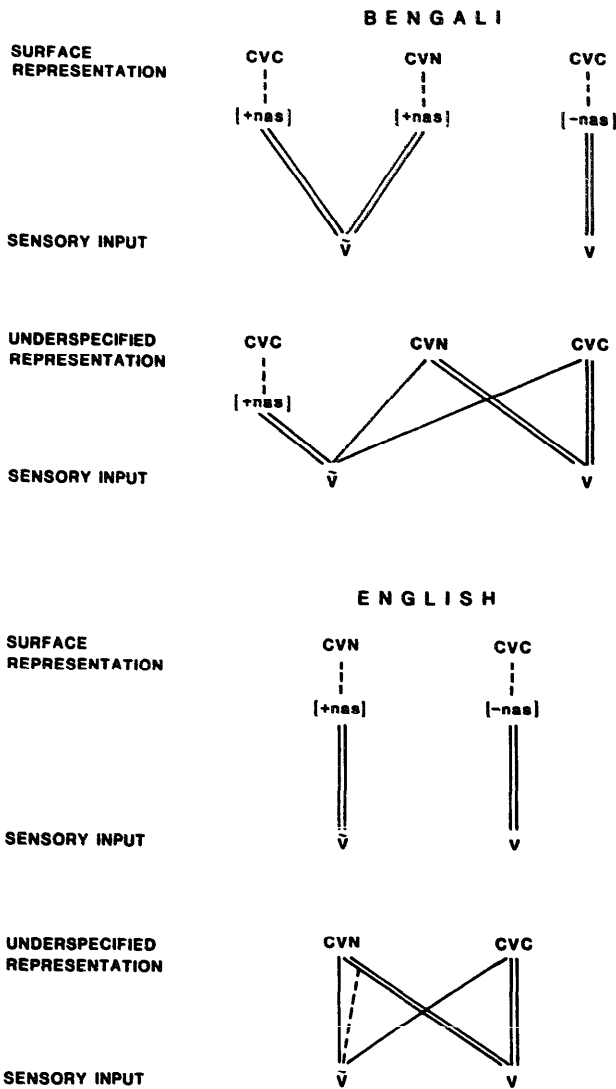 BENGALI
SURFACE REPRESENTATION
CVC CVN CVC
[+nas] [+nas] [-nas]
SENSORY INPUT
ṽ v
UNDERSPECIFIED REPRESENTATION
CVC CVN CVC
[+nas]
SENSORY INPUT
ṽ v
ENGLISH
SURFACE REPRESENTATION
CVN CVC
[+nas] [-nas]
SENSORY INPUT
ṽ v
UNDERSPECIFIED REPRESENTATION
CVN CVC
SENSORY INPUT
ṽ v